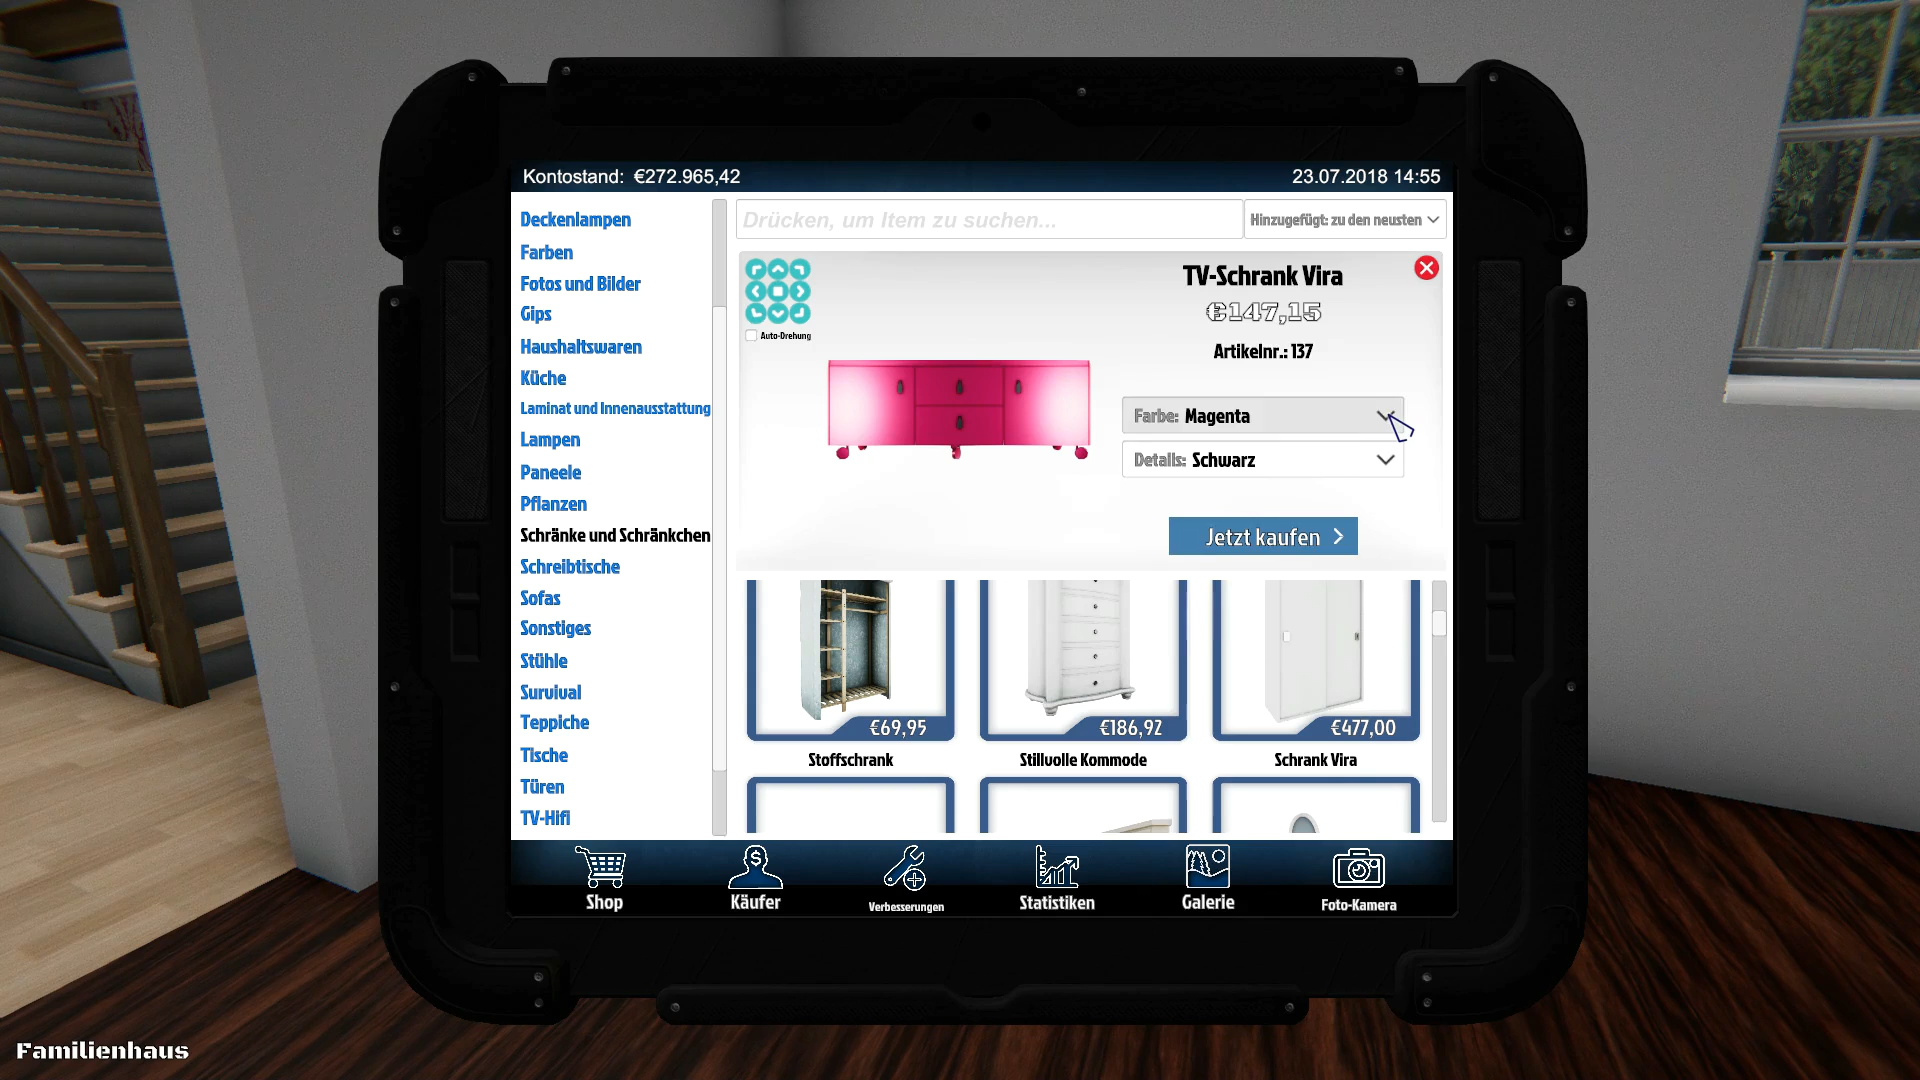 Kontostand: €272.965,42
23.07.2018 14:55
Deckenlampen
Farben
Fotos und Bilder
Gips
Haushaltswaren
Küche
Laminat und Innenausstattung
Lampen
Paneele
Pflanzen
Schränke und Schränkchen
Schreibtische
Sofas
Sonstiges
Stühle
Survival
Teppiche
Tische
Türen
TV-Hifi
Drücken, um Item zu suchen...
Hinzugefügt: zu den neusten
Auto-Drehung
TV-Schrank Vira
€147,15
Artikelnr.: 137
Farbe: Magenta
Details: Schwarz
Jetzt kaufen
€69,95
€186,92
€477,00
Stoffschrank
Stillvolle Kommode
Schrank Vira
Shop
Käufer
Verbesserungen
Statistiken
Galerie
Foto-Kamera
Familienhaus